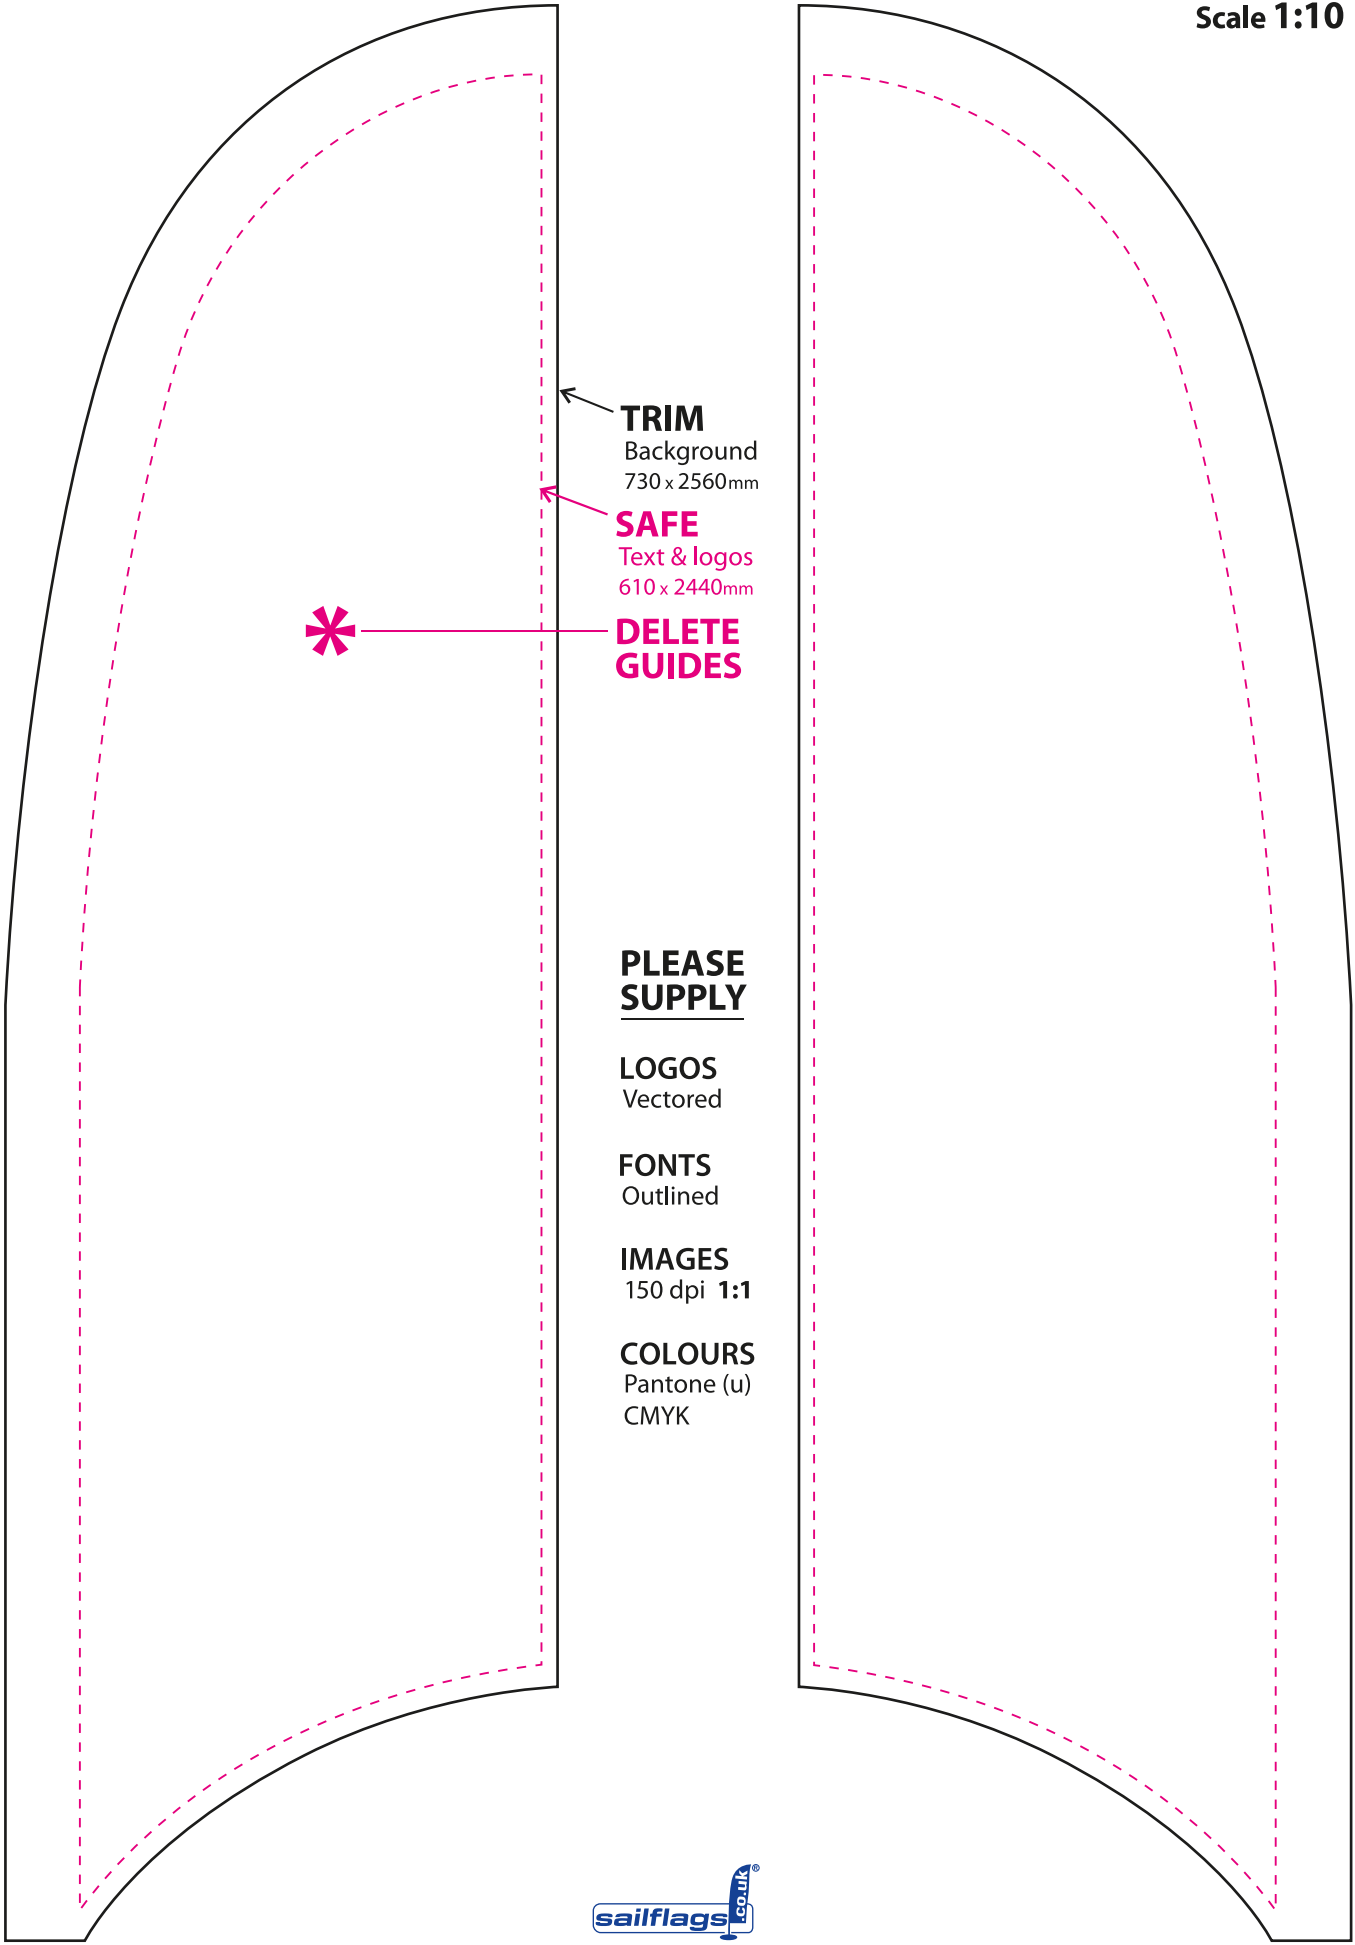 Scale 1:10
TRIM
Background
730 x 2560mm
SAFE
Text & logos
610 x 2440mm
*
DELETE
GUIDES
PLEASE
SUPPLY
LOGOS
Vectored
FONTS
Outlined
IMAGES
150 dpi 1:1
COLOURS
Pantone (u)
CMYK
sailflags.co.uk®